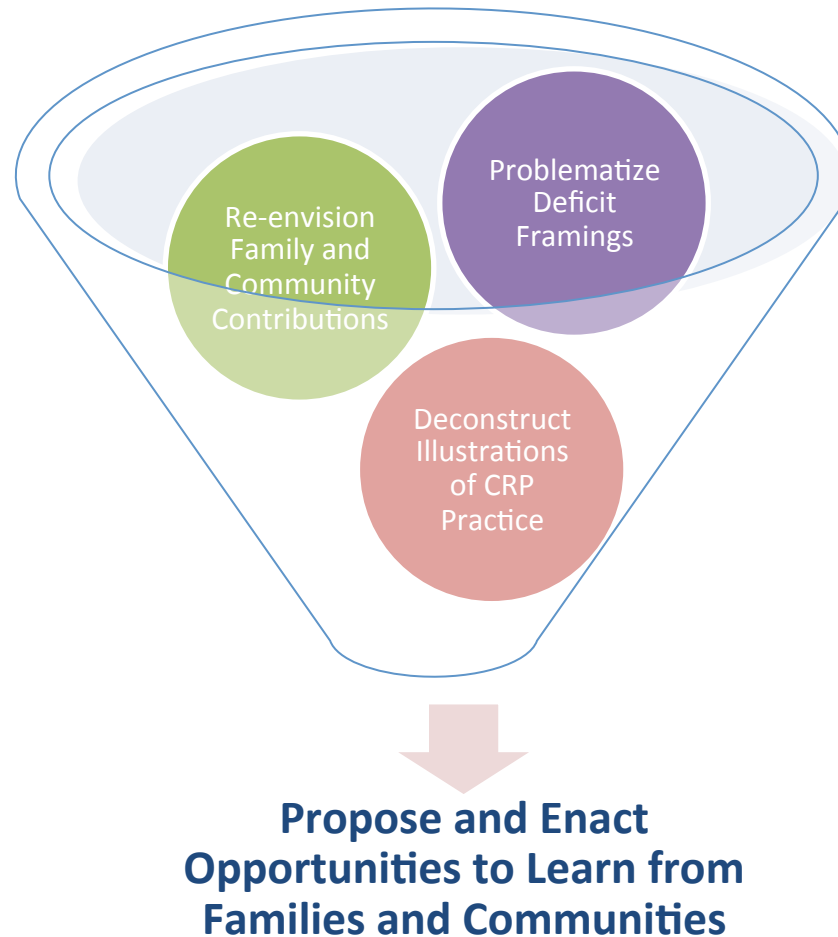 Problematize
Deficit
Framings
Re-envision
Family and
Community
Contributions
Deconstruct
Illustrations
of CRP
Practice
Propose and Enact
Opportunities to Learn from
Families and Communities